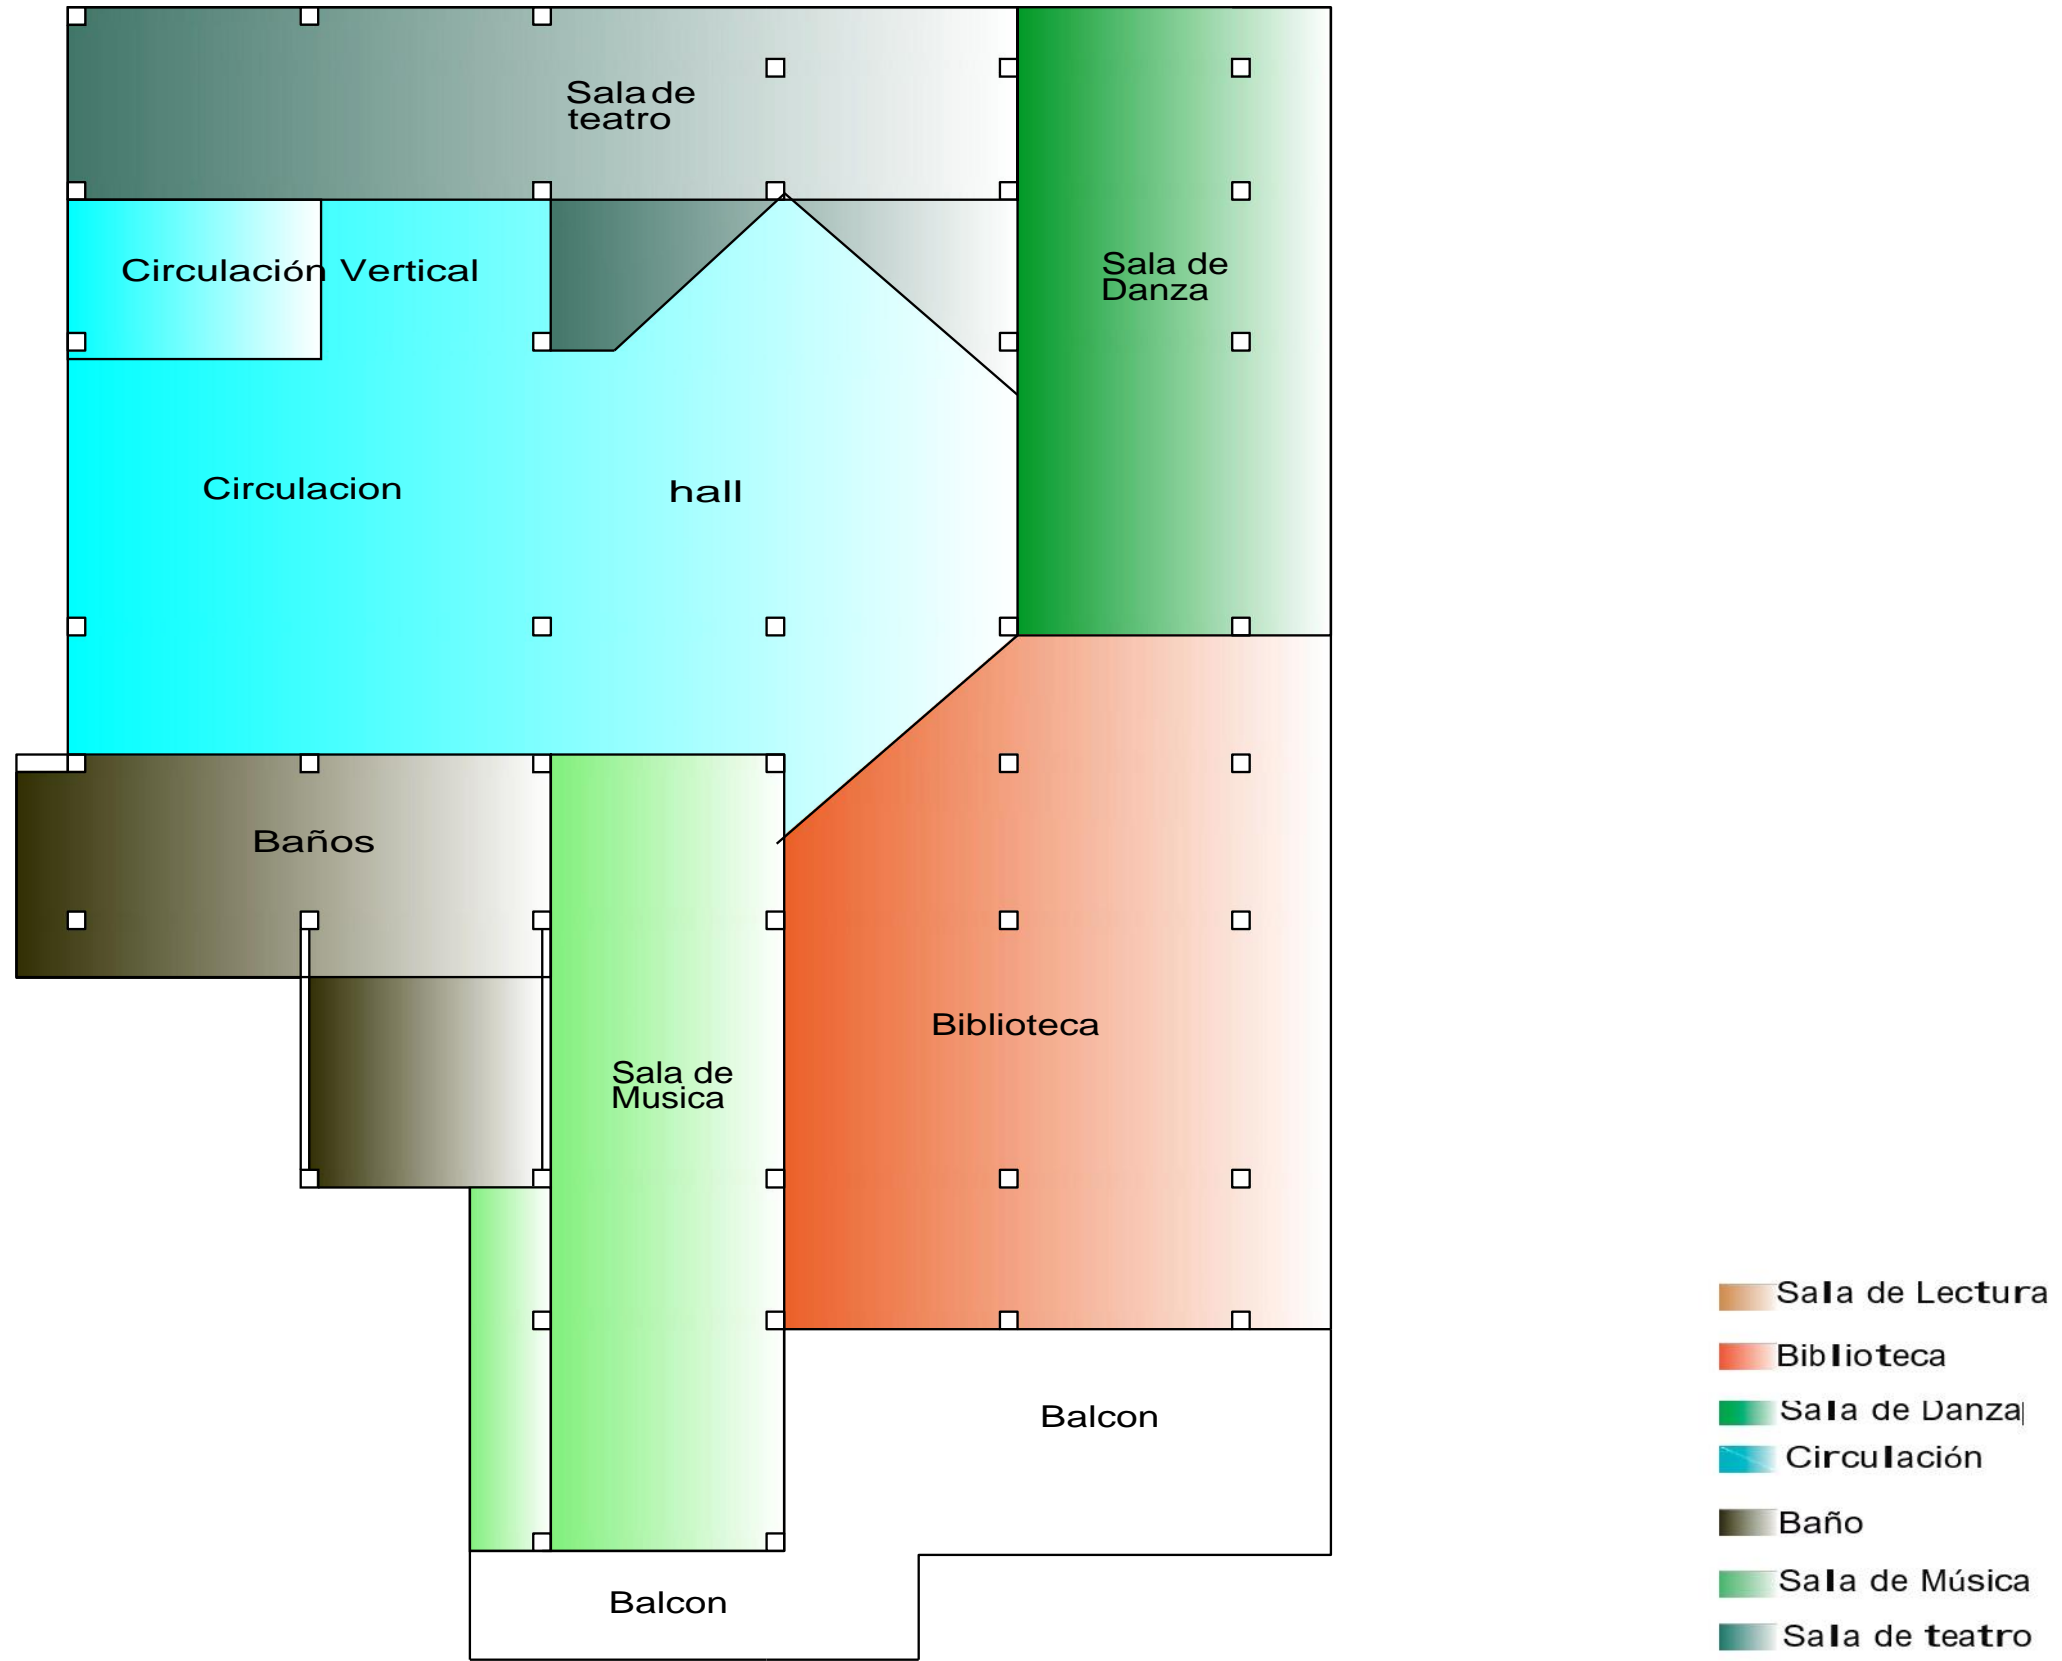 Sala de
teatro
Circulación Vertical
Sala de
Danza
Circulacion
hall
Baños
Biblioteca
Sala de
Musica
Balcon
Balcon
Sala de Lectura
Biblioteca
Sala de Danza
Circulación
Baño
Sala de Música
Sala de teatro